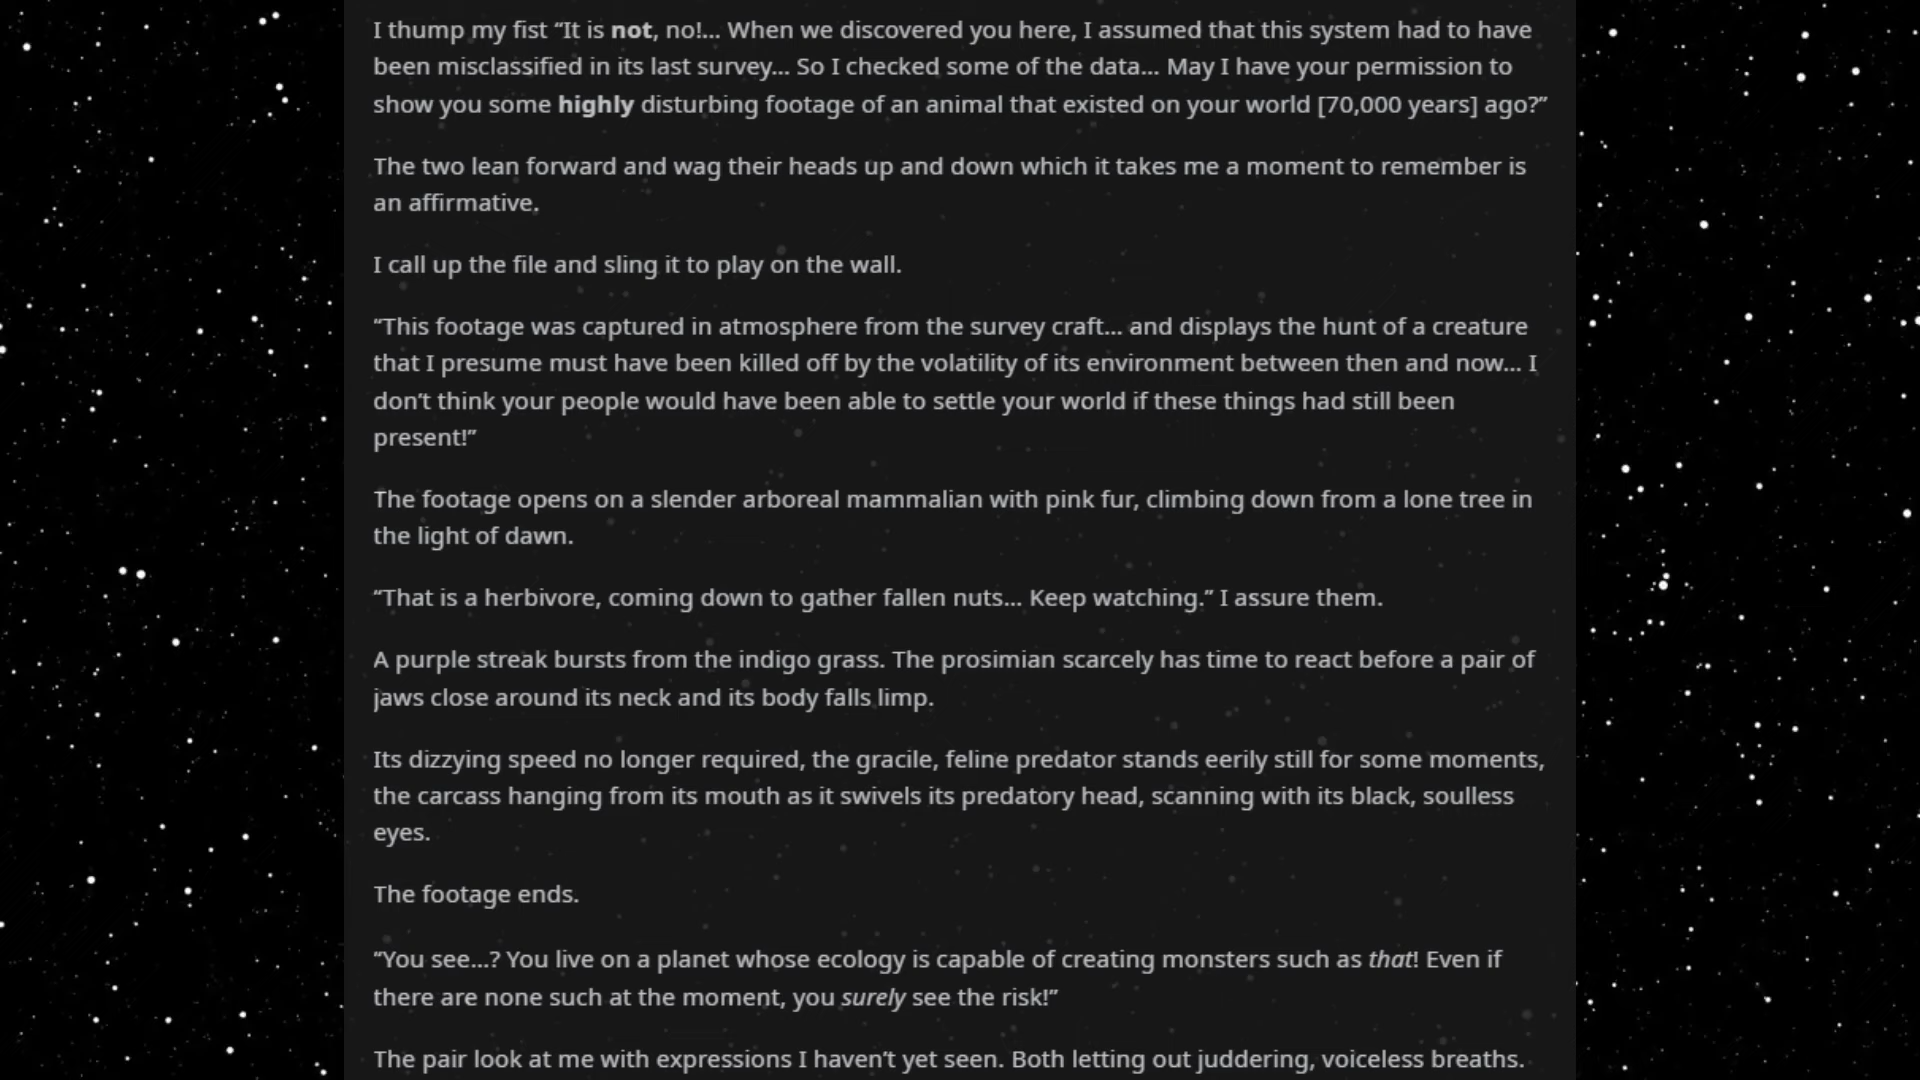 I thump my fist “It is not, no!... When we discovered you here, I assumed that this system had to have
been misclassified in its last survey... So I checked some of the data... May I have your permission to
show you some highly disturbing footage of an animal that existed on your world [70,000 years] ago?”
The two lean forward and wag their heads up and down which it takes me a moment to remember is
an affirmative.
I call up the file and sling it to play on the wall.
“This footage was captured in atmosphere from the survey craft... and displays the hunt of a creature
that I presume must have been killed off by the volatility of its environment between then and now... I
don’t think your people would have been able to settle your world if these things had still been
present!”
The footage opens on a slender arboreal mammalian with pink fur, climbing down from a lone tree in
the light of dawn.
“That is a herbivore, coming down to gather fallen nuts... Keep watching.” I assure them.
A purple streak bursts from the indigo grass. The prosimian scarcely has time to react before a pair of
jaws close around its neck and its body falls limp.
Its dizzying speed no longer required, the gracile, feline predator stands eerily still for some moments,
the carcass hanging from its mouth as it swivels its predatory head, scanning with its black, soulless
eyes.
The footage ends.
“You see...? You live on a planet whose ecology is capable of creating monsters such as that! Even if
there are none such at the moment, you surely see the risk!”
The pair look at me with expressions I haven’t yet seen. Both letting out juddering, voiceless breaths.